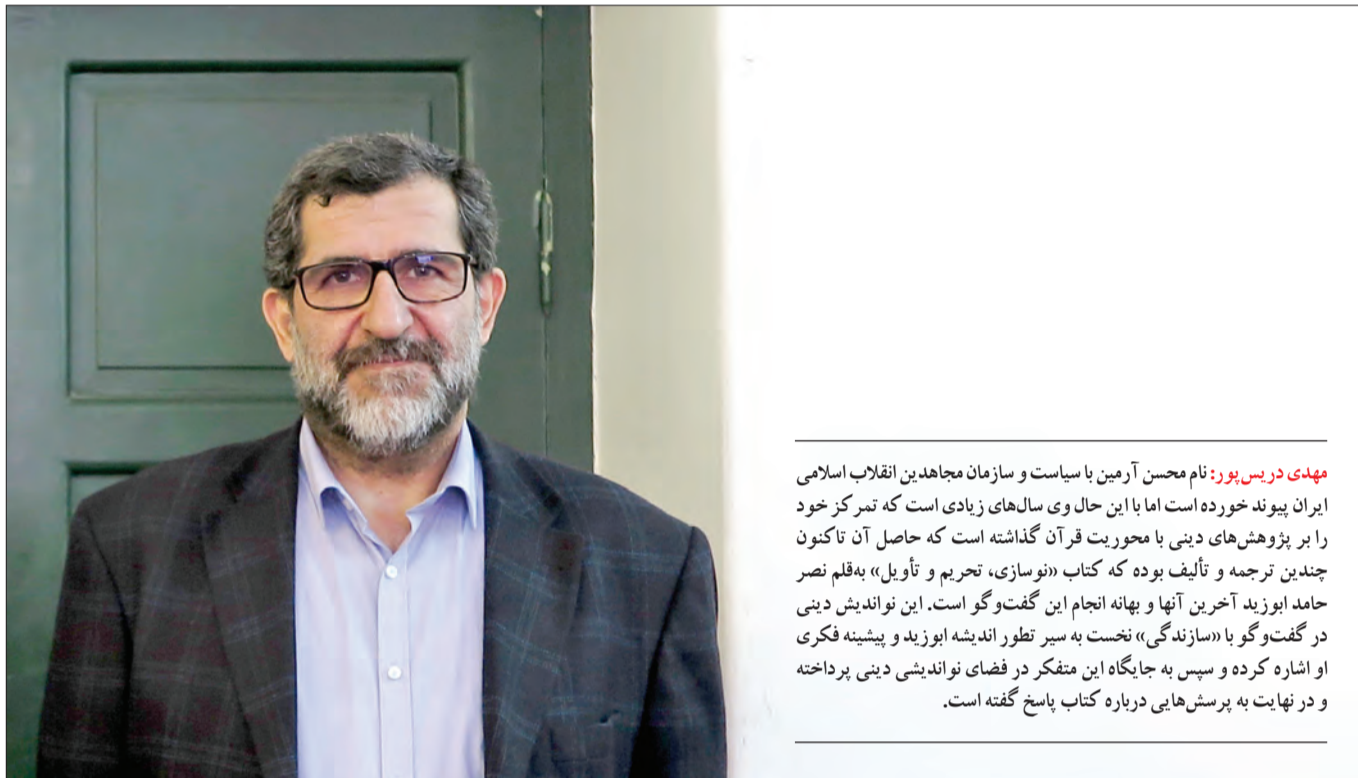 مهدی دریس‌پور: نام محسن آرمین با سیاست و سازمان مجاهدین انقلاب اسلامی
ایران پیوند خورده است اما با این حال وی سال‌های زیادی است که تمرکز خود
را بر پژوهش‌های دینی با محوریت قرآن گذاشته است که حاصل آن تاکنون
چندین ترجمه و تألیف بوده که کتاب «نوسازی، تحریم و تأویل» به‌قلم نصر
حامد ابوزید آخرین آنها و بهانه انجام این گفت‌وگو است. این نواندیش دینی
در گفت‌وگو با «سازندگی» نخست به سیر تطور اندیشه ابوزید و پیشینه فکری
او اشاره کرده و سپس به جایگاه این متفکر در فضای نواندیشی دینی پرداخته
و در نهایت به پرسش‌هایی درباره کتاب پاسخ گفته است.